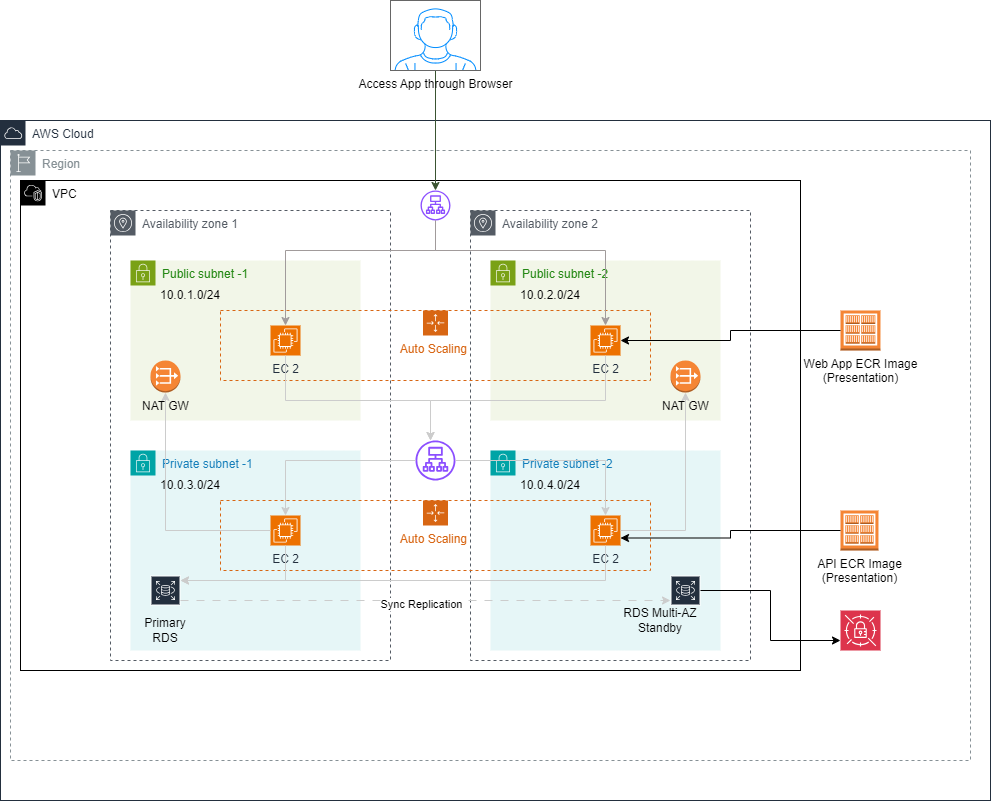 Access App through Browser
AWS Cloud
Region
VPC
Availability zone 1
Availability zone 2
Public subnet -1
10.0.1.0/24
Public subnet -2
10.0.2.0/24
Auto Scaling
EC 2
EC 2
NAT GW
NAT GW
Web App ECR Image
(Presentation)
Private subnet -1
10.0.3.0/24
Private subnet -2
10.0.4.0/24
Auto Scaling
EC 2
EC 2
API ECR Image
(Presentation)
Sync Replication
Primary
RDS
RDS Multi-AZ
Standby